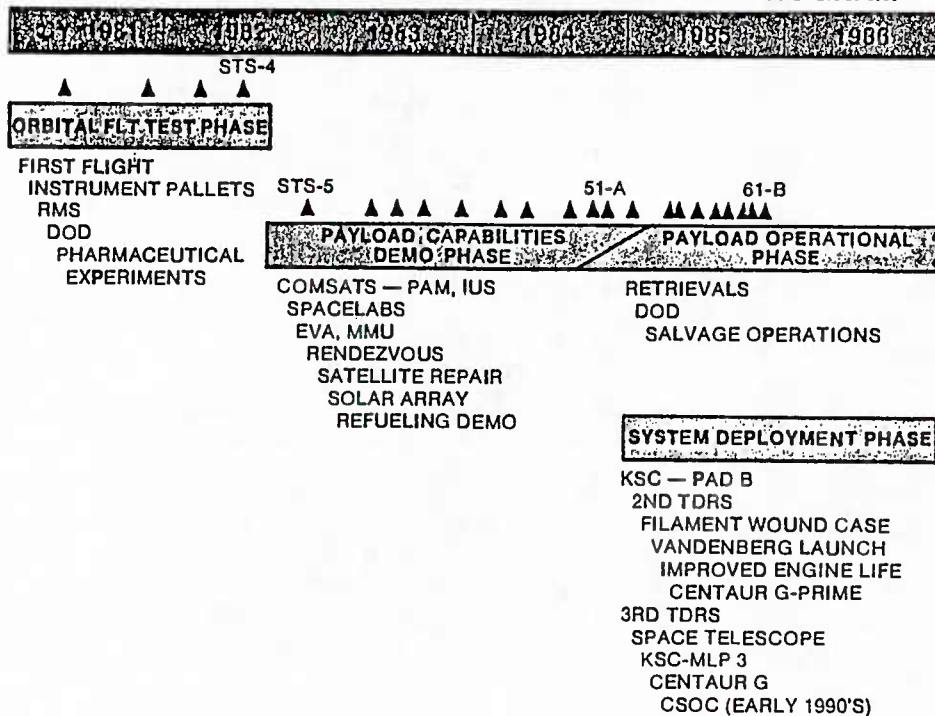 1981 1982 1983 1984 1985 1986
STS-4
ORBITAL FLT TEST PHASE
FIRST FLIGHT
INSTRUMENT PALLETS
RMS
DOD
PHARMACEUTICAL
EXPERIMENTS
STS-5
51-A
61-B
PAYLOAD CAPABILITIES
DEMO PHASE
PAYLOAD OPERATIONAL
PHASE
COMSATS — PAM, IUS
SPACELABS
EVA, MMU
RENDEZVOUS
SATELLITE REPAIR
SOLAR ARRAY
REFUELING DEMO
RETRIEVALS
DOD
SALVAGE OPERATIONS
SYSTEM DEPLOYMENT PHASE
KSC — PAD B
2ND TDRS
FILAMENT WOUND CASE
VANDENBERG LAUNCH
IMPROVED ENGINE LIFE
CENTAUR G-PRIME
3RD TDRS
SPACE TELESCOPE
KSC-MLP 3
CENTAUR G
CSOC (EARLY 1990'S)